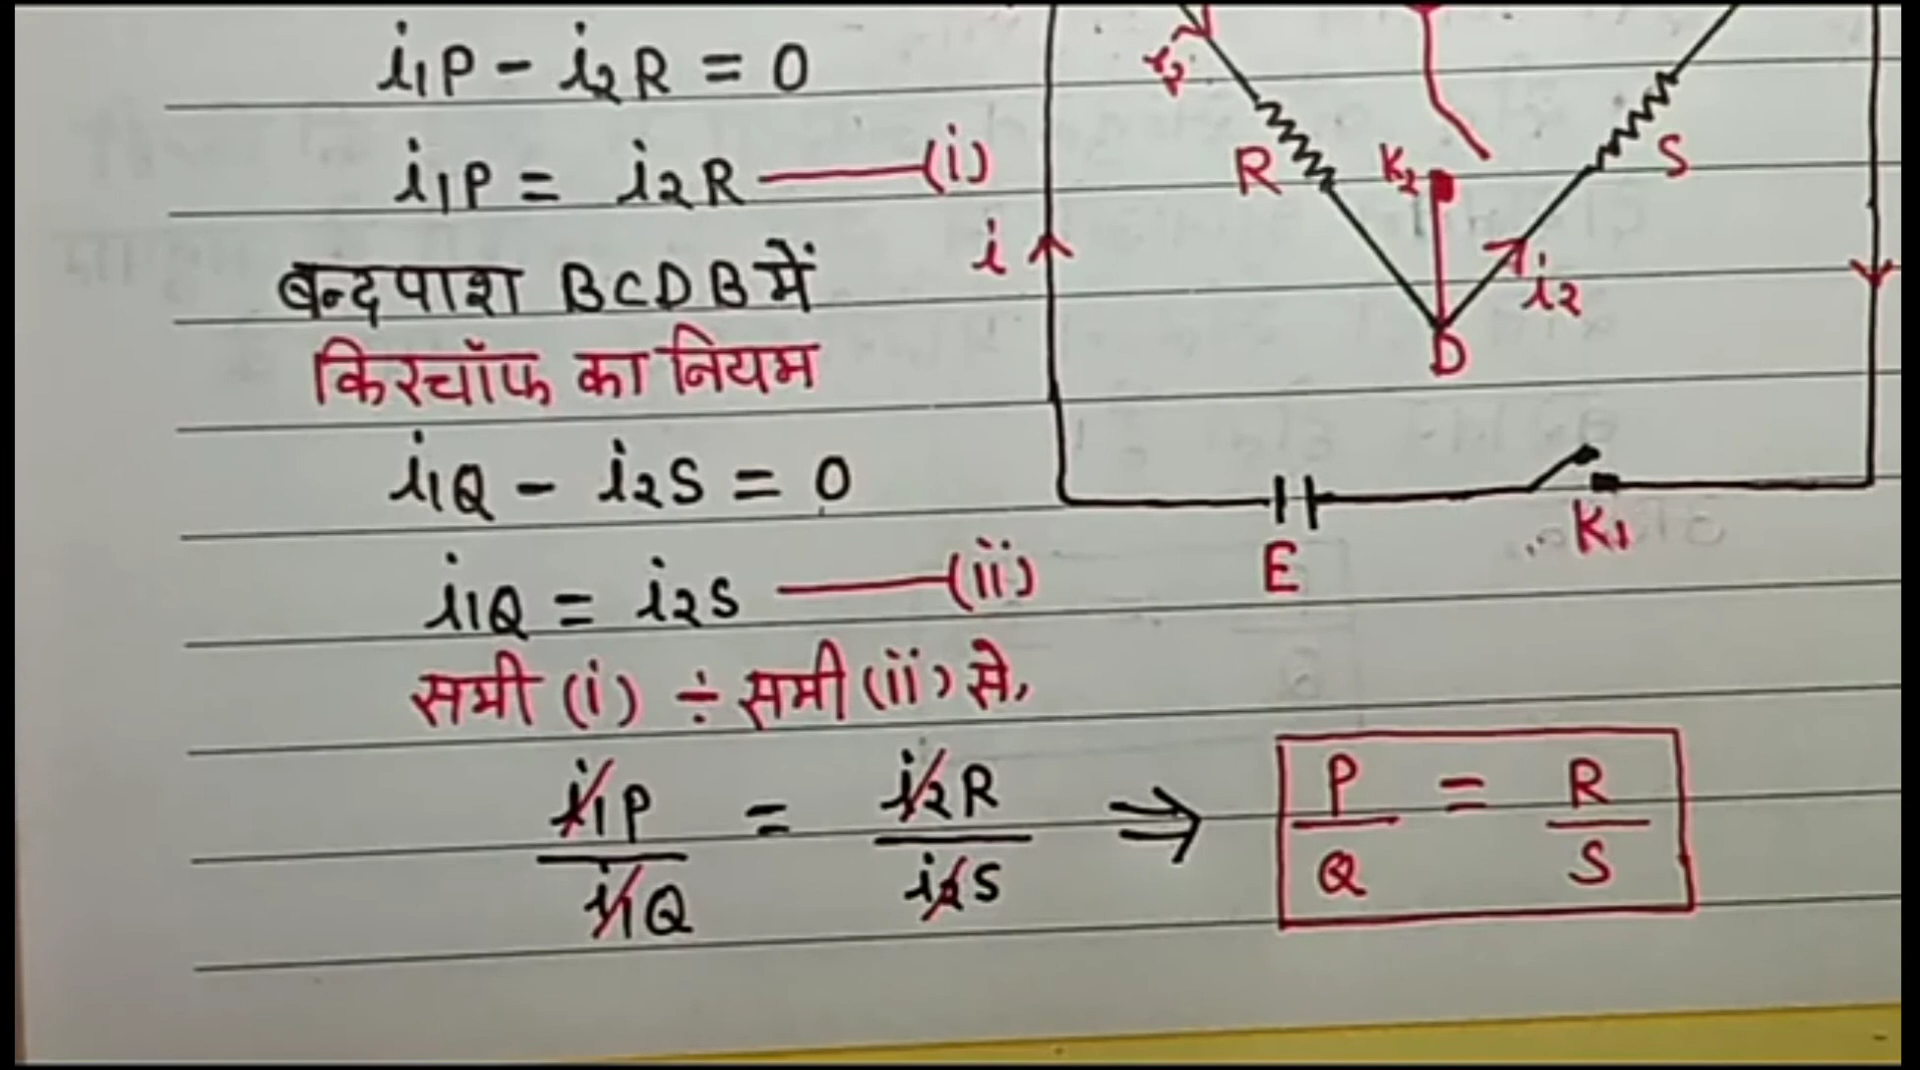 i₁P - i₂R = 0
i₁P = i₂R ——(i)
बन्दपाश BCDB में
किरचॉफ का नियम
i₁Q - i₂S = 0
i₁Q = i₂S ——(ii)
समी (i) ÷ समी (ii) से,
i₁P / i₁Q = i₂R / i₂S ⇒ P / Q = R / S
i₂
R
K₂
S
i
i₂
D
E
K₁